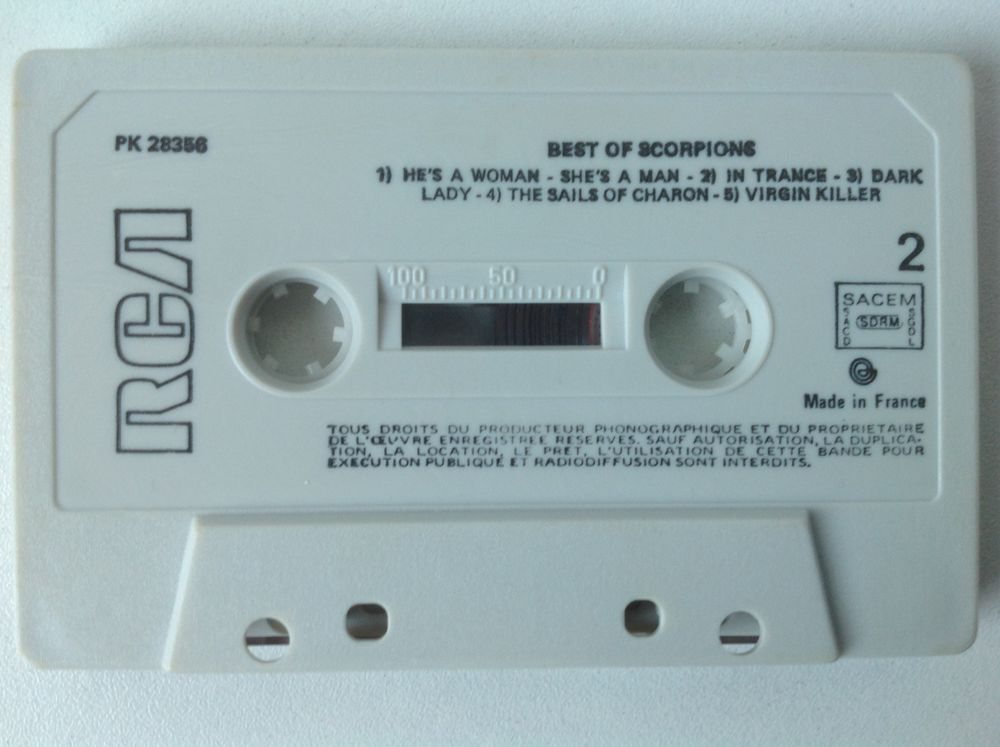 PK 28356
BEST OF SCORPIONS
1) HE'S A WOMAN - SHE'S A MAN - 2) IN TRANCE - 3) DARK
LADY - 4) THE SAILS OF CHARON - 5) VIRGIN KILLER
RCA
100 50 0
2
SACEM
SACD SDRM SGDL
Made in France
TOUS DROITS DU PRODUCTEUR PHONOGRAPHIQUE ET DU PROPRIETAIRE
DE L'ŒUVRE ENREGISTREE RESERVES. SAUF AUTORISATION, LA DUPLICA-
TION, LA LOCATION, LE PRET, L'UTILISATION DE CETTE BANDE POUR
EXECUTION PUBLIQUE ET RADIODIFFUSION SONT INTERDITS.